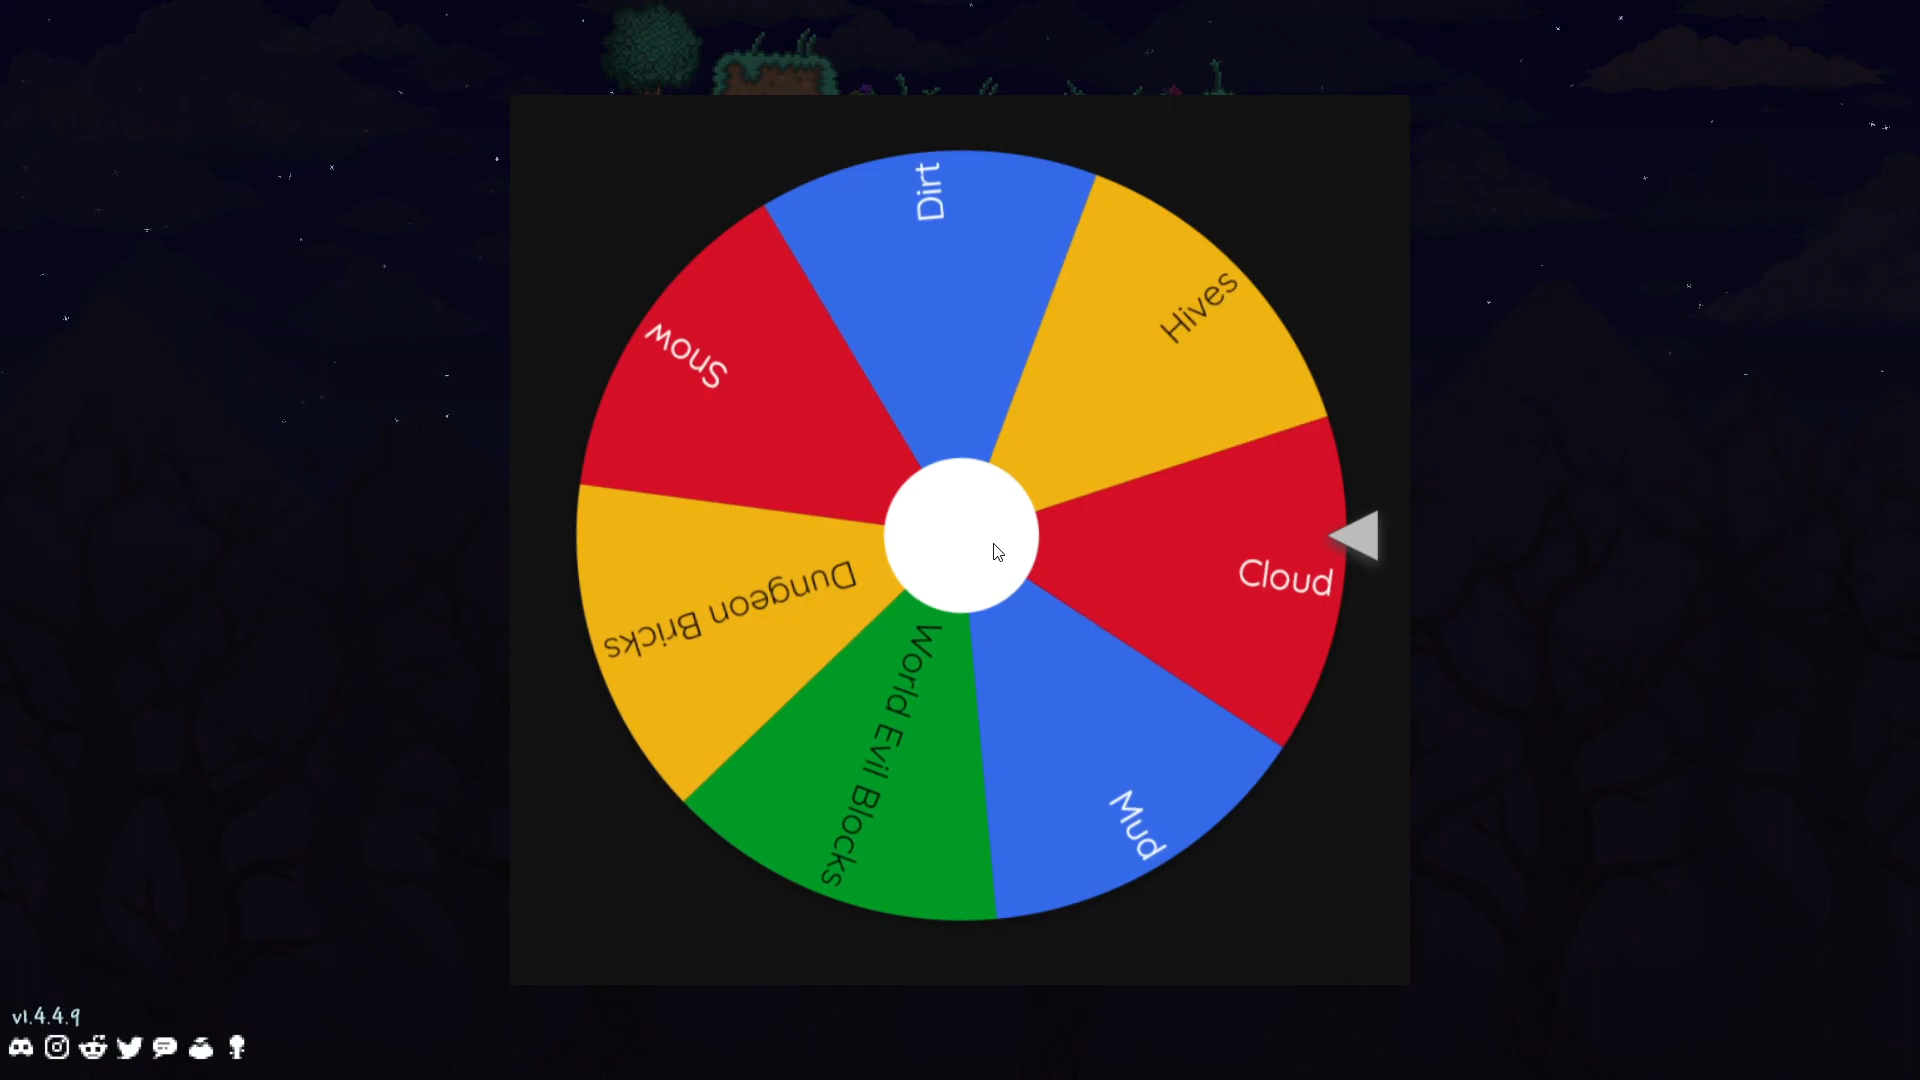 Dirt
Hives
Snow
Cloud
Dungeon Bricks
World Evil Blocks
Mud
v1.4.4.9